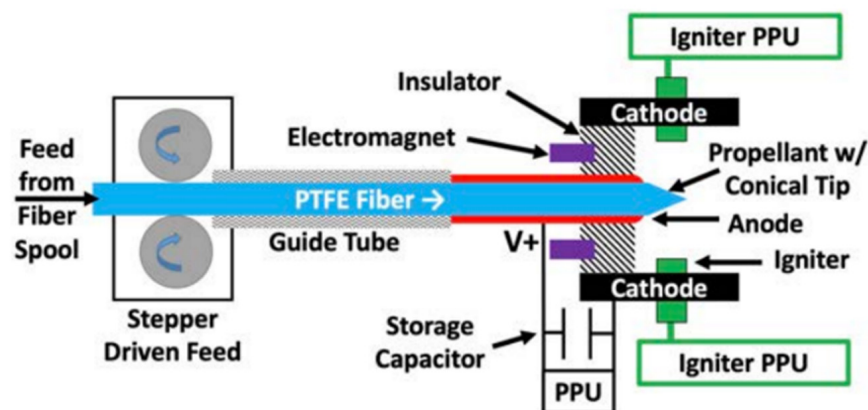 Igniter PPU
Insulator
Cathode
Electromagnet
Feed
from
Fiber
Spool
PTFE Fiber →
Propellant w/
Conical Tip
Guide Tube
V+
Anode
Igniter
Cathode
Stepper
Driven Feed
Storage
Capacitor
Igniter PPU
PPU